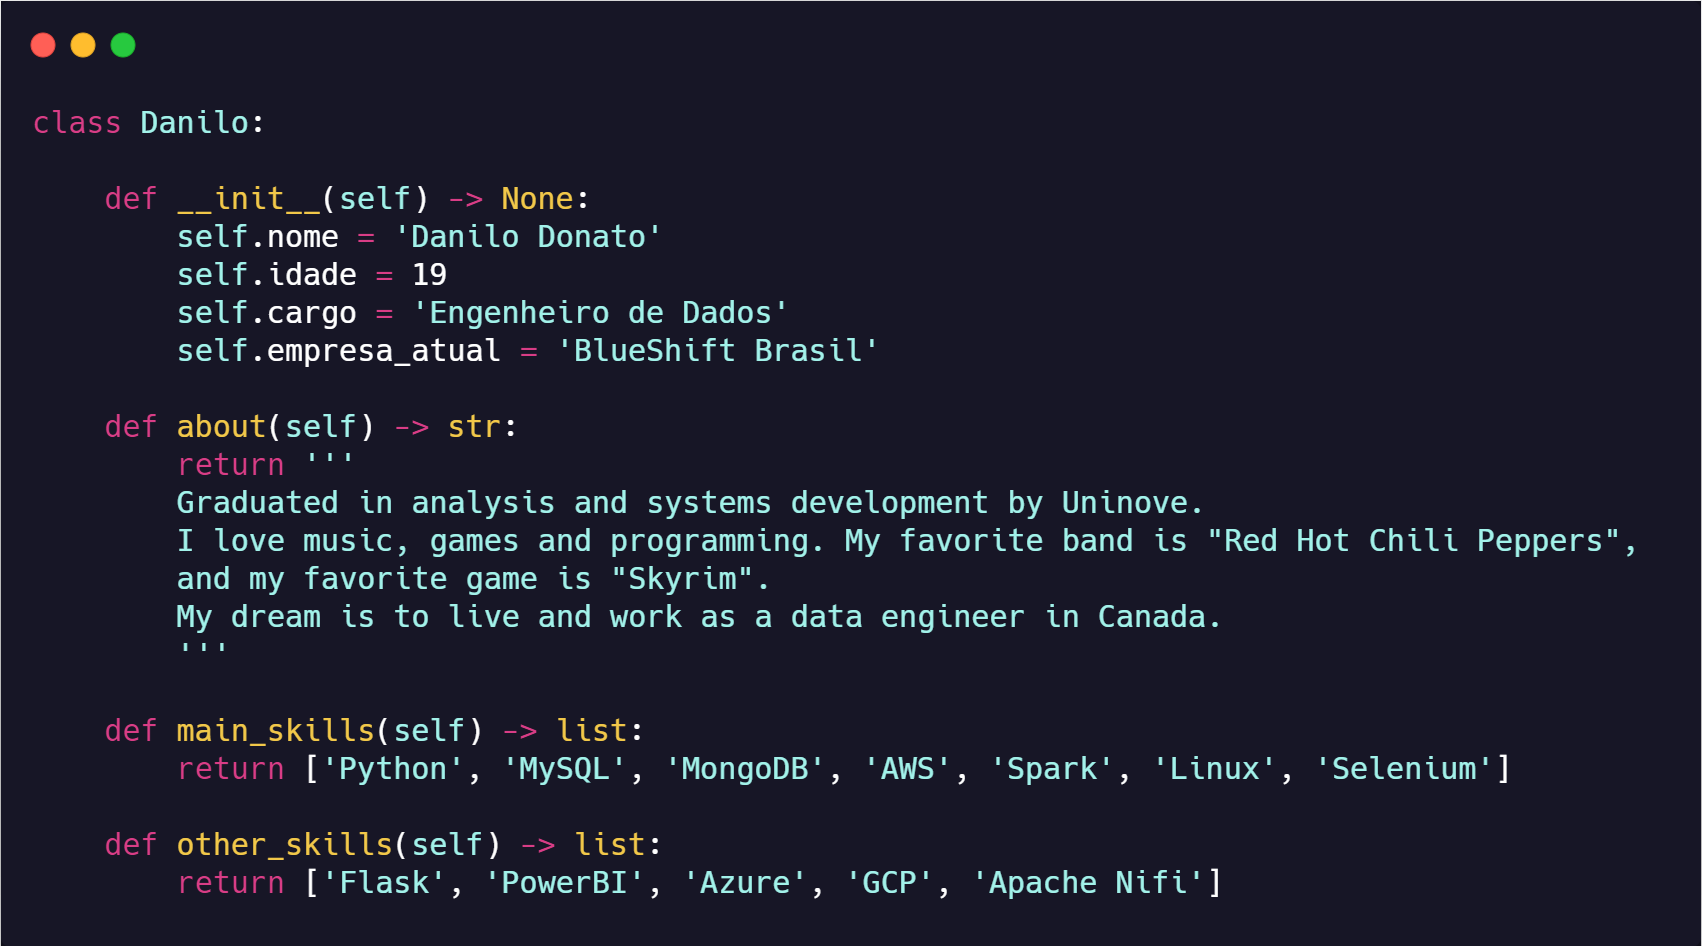 class Danilo:

    def __init__(self) -> None:
        self.nome = 'Danilo Donato'
        self.idade = 19
        self.cargo = 'Engenheiro de Dados'
        self.empresa_atual = 'BlueShift Brasil'

    def about(self) -> str:
        return '''
        Graduated in analysis and systems development by Uninove.
        I love music, games and programming. My favorite band is "Red Hot Chili Peppers",
        and my favorite game is "Skyrim".
        My dream is to live and work as a data engineer in Canada.
        '''

    def main_skills(self) -> list:
        return ['Python', 'MySQL', 'MongoDB', 'AWS', 'Spark', 'Linux', 'Selenium']

    def other_skills(self) -> list:
        return ['Flask', 'PowerBI', 'Azure', 'GCP', 'Apache Nifi']